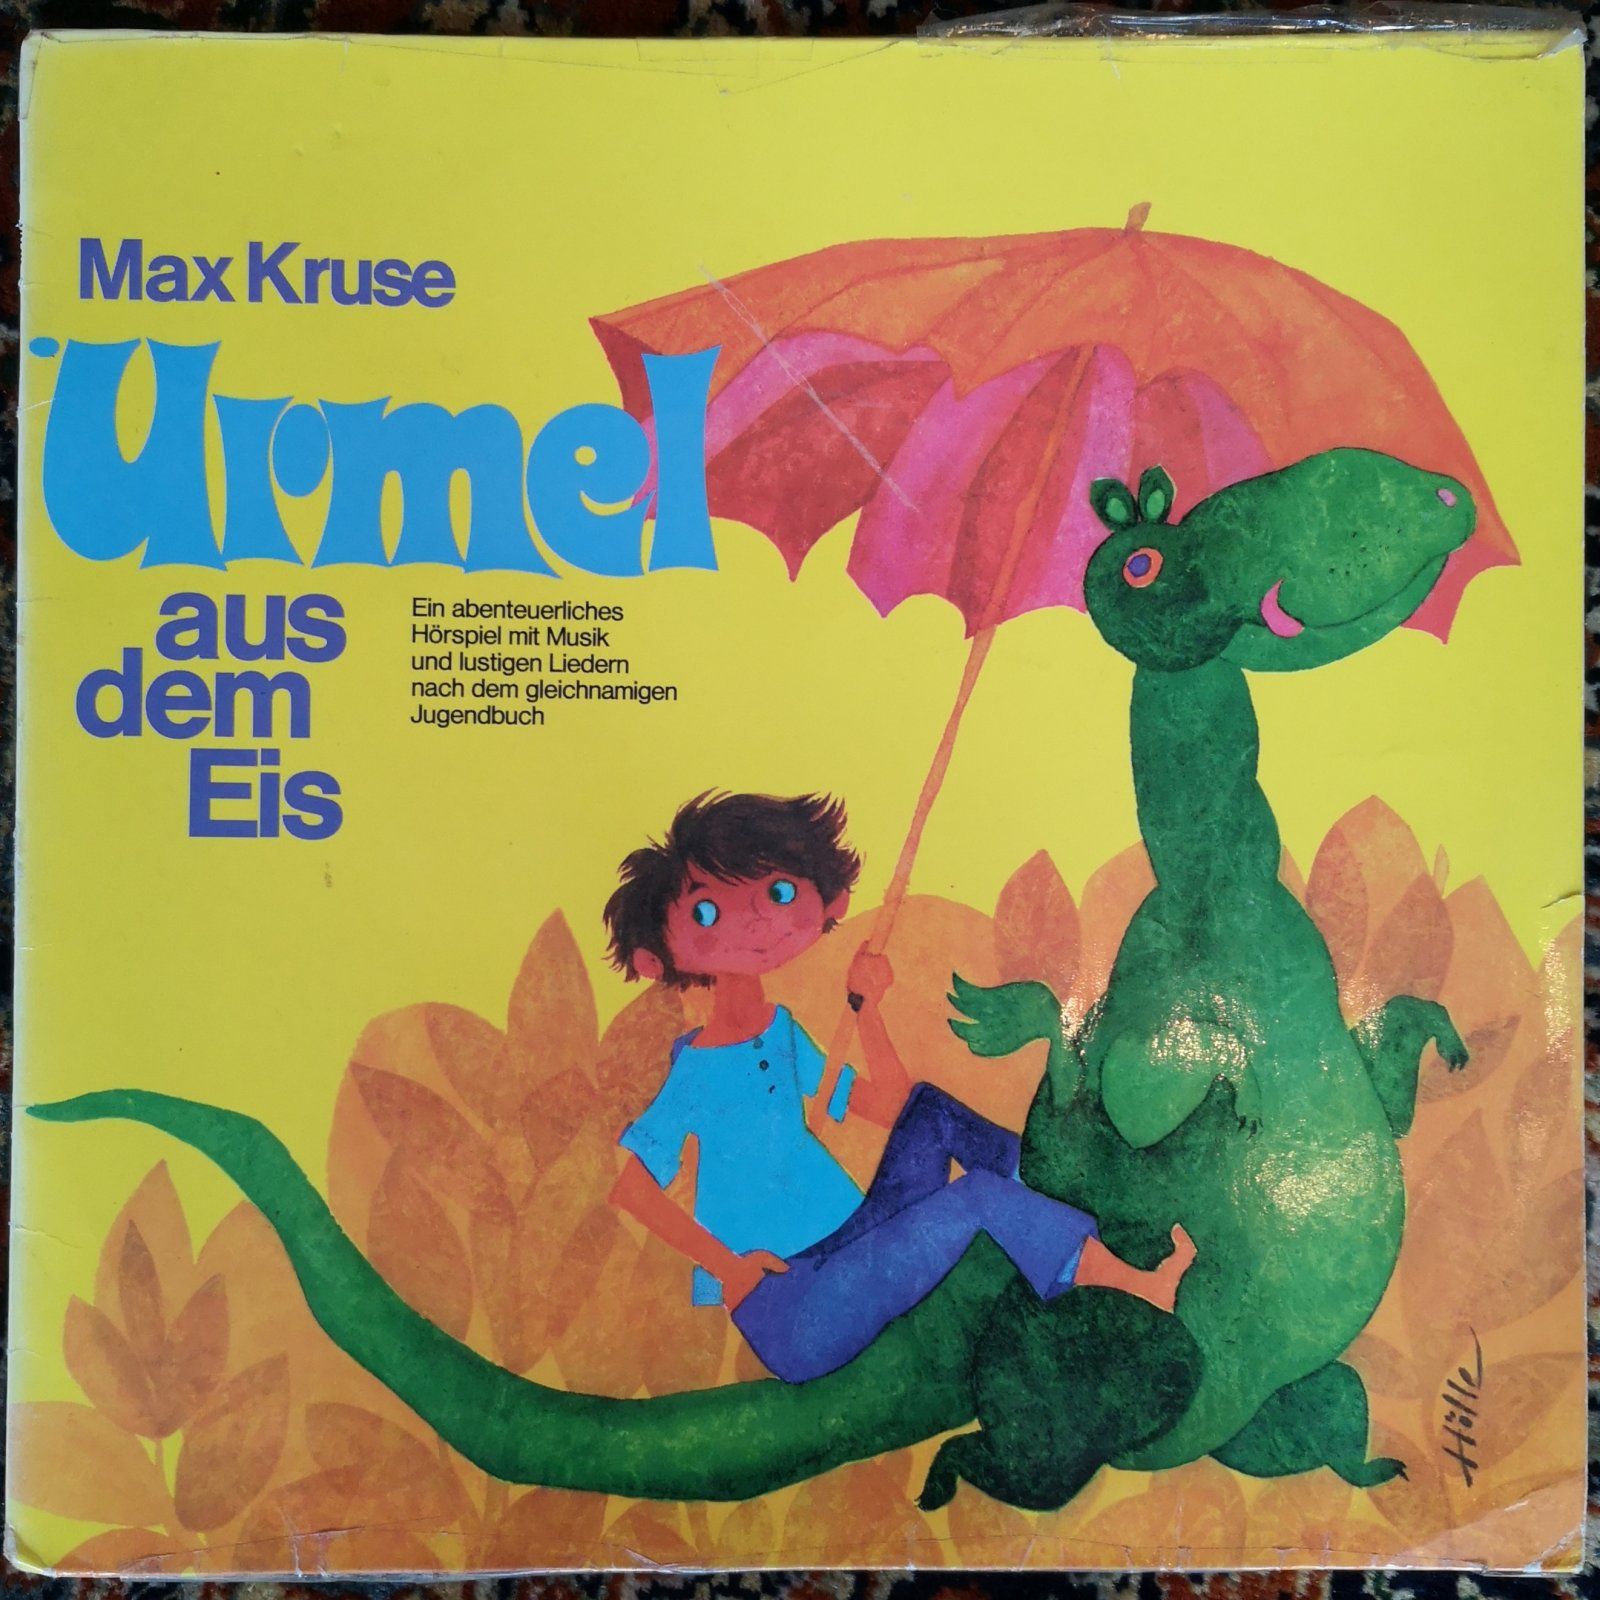 Max Kruse
Urmel
aus
dem
Eis
Ein abenteuerliches
Hörspiel mit Musik
und lustigen Liedern
nach dem gleichnamigen
Jugendbuch
Hölle